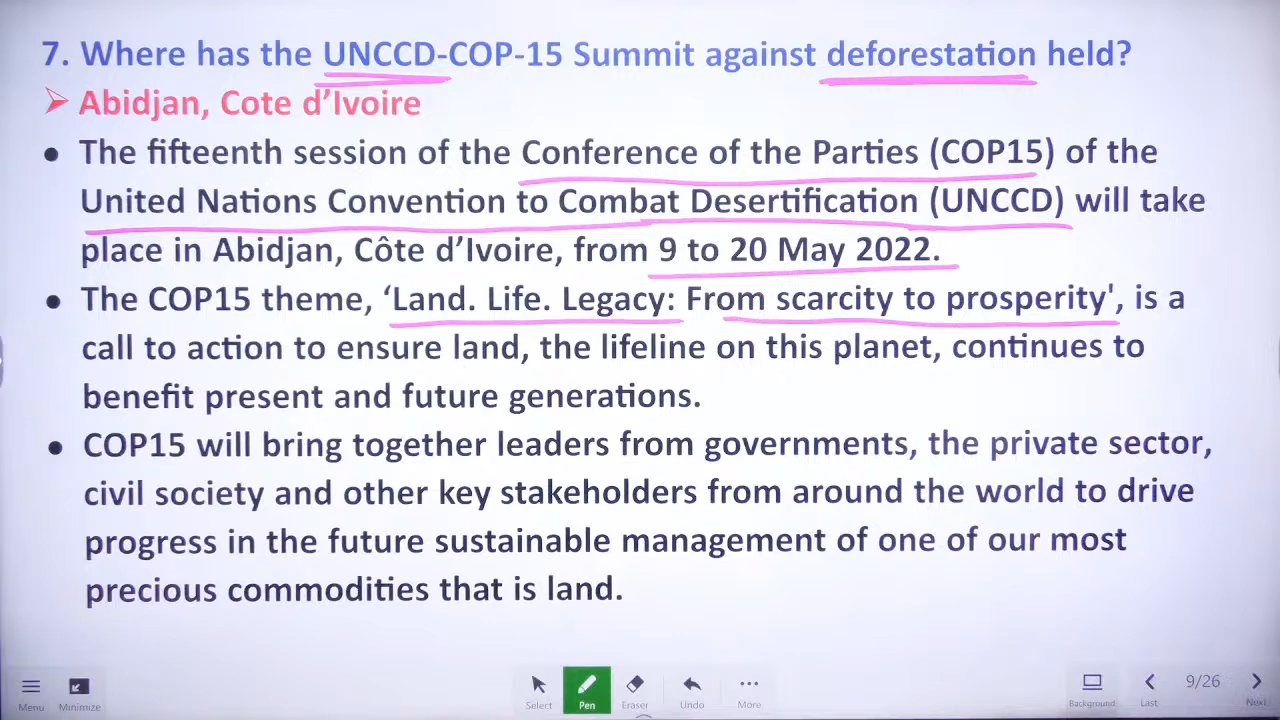 7. Where has the UNCCD-COP-15 Summit against deforestation held?
➢ Abidjan, Cote d’Ivoire
• The fifteenth session of the Conference of the Parties (COP15) of the
United Nations Convention to Combat Desertification (UNCCD) will take
place in Abidjan, Côte d’Ivoire, from 9 to 20 May 2022.
• The COP15 theme, ‘Land. Life. Legacy: From scarcity to prosperity', is a
call to action to ensure land, the lifeline on this planet, continues to
benefit present and future generations.
• COP15 will bring together leaders from governments, the private sector,
civil society and other key stakeholders from around the world to drive
progress in the future sustainable management of one of our most
precious commodities that is land.
Menu Minimize Select Pen Eraser Undo More Background Last 9/26 Next